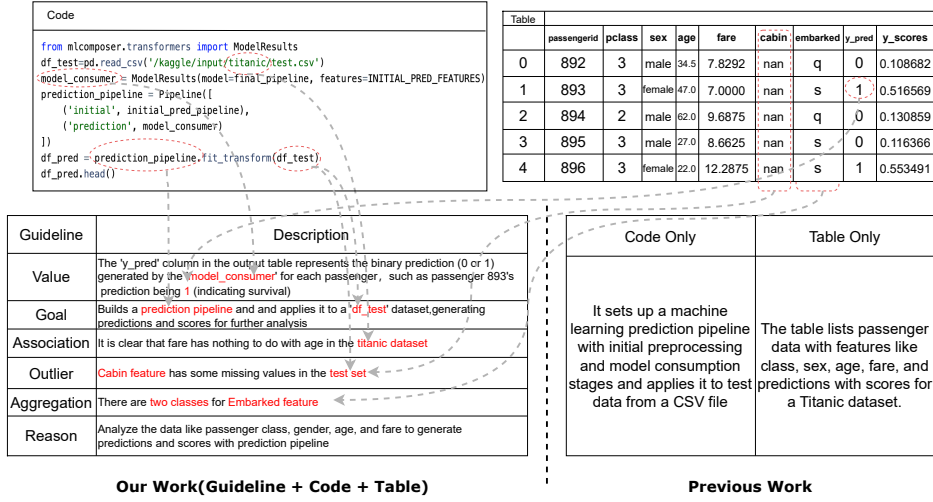 Code
from mlcomposer.transformers import ModelResults
df_test=pd.read_csv('/kaggle/input/titanic/test.csv')
model_consumer = ModelResults(model=final_pipeline, features=INITIAL_PRED_FEATURES)
prediction_pipeline = Pipeline([
('initial', initial_pred_pipeline),
('prediction', model_consumer)
])
df_pred = prediction_pipeline.fit_transform(df_test)
df_pred.head()
Table
passengerid pclass sex age fare cabin embarked y_pred y_scores
0 892 3 male 34.5 7.8292 nan q 0 0.108682
1 893 3 female 47.0 7.0000 nan s 1 0.516569
2 894 2 male 62.0 9.6875 nan q 0 0.130859
3 895 3 male 27.0 8.6625 nan s 0 0.116366
4 896 3 female 22.0 12.2875 nan s 1 0.553491
Guideline Description
Value
The 'y_pred' column in the output table represents the binary prediction (0 or 1)
generated by the 'model_consumer' for each passenger, such as passenger 893's
prediction being 1 (indicating survival)
Goal
Builds a prediction pipeline and and applies it to a 'df_test' dataset,generating
predictions and scores for further analysis
Association It is clear that fare has nothing to do with age in the titanic dataset
Outlier Cabin feature has some missing values in the test set
Aggregation There are two classes for Embarked feature
Reason
Analyze the data like passenger class, gender, age, and fare to generate
predictions and scores with prediction pipeline
Our Work(Guideline + Code + Table)
Code Only Table Only
It sets up a machine
learning prediction pipeline
with initial preprocessing
and model consumption
stages and applies it to test
data from a CSV file
The table lists passenger
data with features like
class, sex, age, fare, and
predictions with scores for
a Titanic dataset.
Previous Work